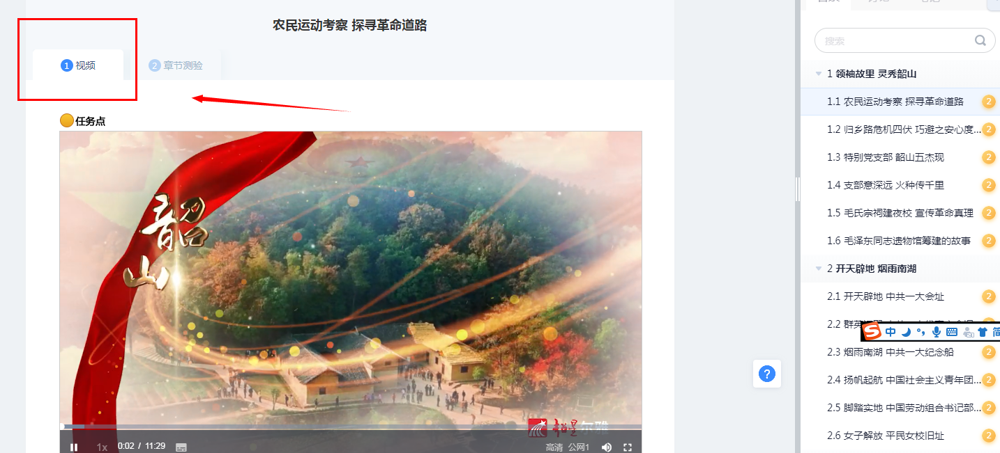 农民运动考察 探寻革命道路
1 视频
2 章节测验
任务点
韶山
尔雅
1x 0:02 / 11:29
高清 公网1
搜索
1 领袖故里 灵秀韶山
1.1 农民运动考察 探寻革命道路 2
1.2 归乡路危机四伏 巧避之安心度... 2
1.3 特别党支部 韶山五杰现 2
1.4 支部意深远 火种传千里 2
1.5 毛氏宗祠建夜校 宣传革命真理 2
1.6 毛泽东同志遗物馆筹建的故事 2
2 开天辟地 烟雨南湖
2.1 开天辟地 中共一大会址 2
2.2 群英
S 中 简
2.3 烟雨南湖 中共一大纪念船 2
2.4 扬帆起航 中国社会主义青年团... 2
?
2.5 脚踏实地 中国劳动组合书记部... 2
2.6 女子解放 平民女校旧址 2